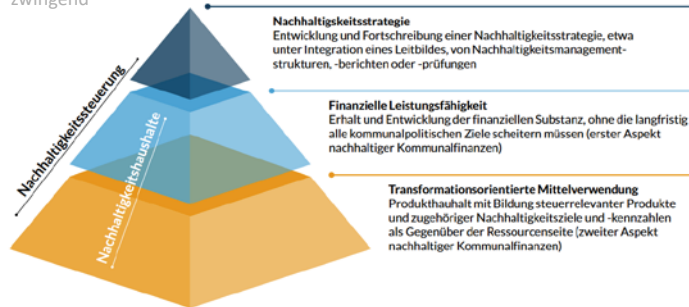 zwingend
Nachhaltigkeitssteuerung
Nachhaltigkeitshaushalte
Nachhaltigskeitsstrategie
Entwicklung und Fortschreibung einer Nachhaltigkeitsstrategie, etwa
unter Integration eines Leitbildes, von Nachhaltigkeitsmanagement-
strukturen, -berichten oder -prüfungen
Finanzielle Leistungsfähigkeit
Erhalt und Entwicklung der finanziellen Substanz, ohne die langfristig
alle kommunalpolitischen Ziele scheitern müssen (erster Aspekt
nachhaltiger Kommunalfinanzen)
Transformationsorientierte Mittelverwendung
Produkthauhalt mit Bildung steuerrelevanter Produkte
und zugehöriger Nachhaltigkeitsziele und -kennzahlen
als Gegenüber der Ressourcenseite (zweiter Aspekt
nachhaltiger Kommunalfinanzen)